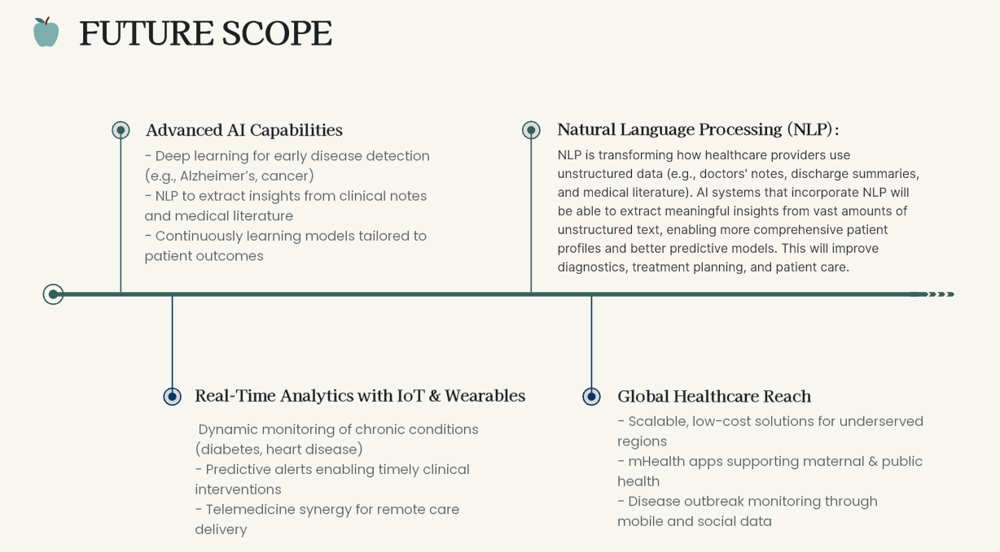 FUTURE SCOPE
Advanced AI Capabilities
- Deep learning for early disease detection
(e.g., Alzheimer’s, cancer)
- NLP to extract insights from clinical notes
and medical literature
- Continuously learning models tailored to
patient outcomes
Natural Language Processing (NLP):
NLP is transforming how healthcare providers use
unstructured data (e.g., doctors' notes, discharge summaries,
and medical literature). AI systems that incorporate NLP will
be able to extract meaningful insights from vast amounts of
unstructured text, enabling more comprehensive patient
profiles and better predictive models. This will improve
diagnostics, treatment planning, and patient care.
Real-Time Analytics with IoT & Wearables
Dynamic monitoring of chronic conditions
(diabetes, heart disease)
- Predictive alerts enabling timely clinical
interventions
- Telemedicine synergy for remote care
delivery
Global Healthcare Reach
- Scalable, low-cost solutions for underserved
regions
- mHealth apps supporting maternal & public
health
- Disease outbreak monitoring through
mobile and social data